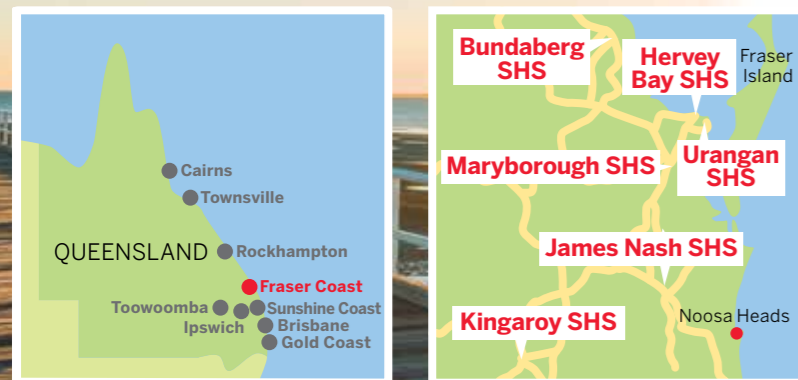 Cairns
Townsville
QUEENSLAND
Rockhampton
Fraser Coast
Toowoomba
Sunshine Coast
Ipswich
Brisbane
Gold Coast
Bundaberg
SHS
Hervey
Bay SHS
Fraser
Island
Maryborough SHS
Urangan
SHS
James Nash SHS
Kingaroy SHS
Noosa Heads